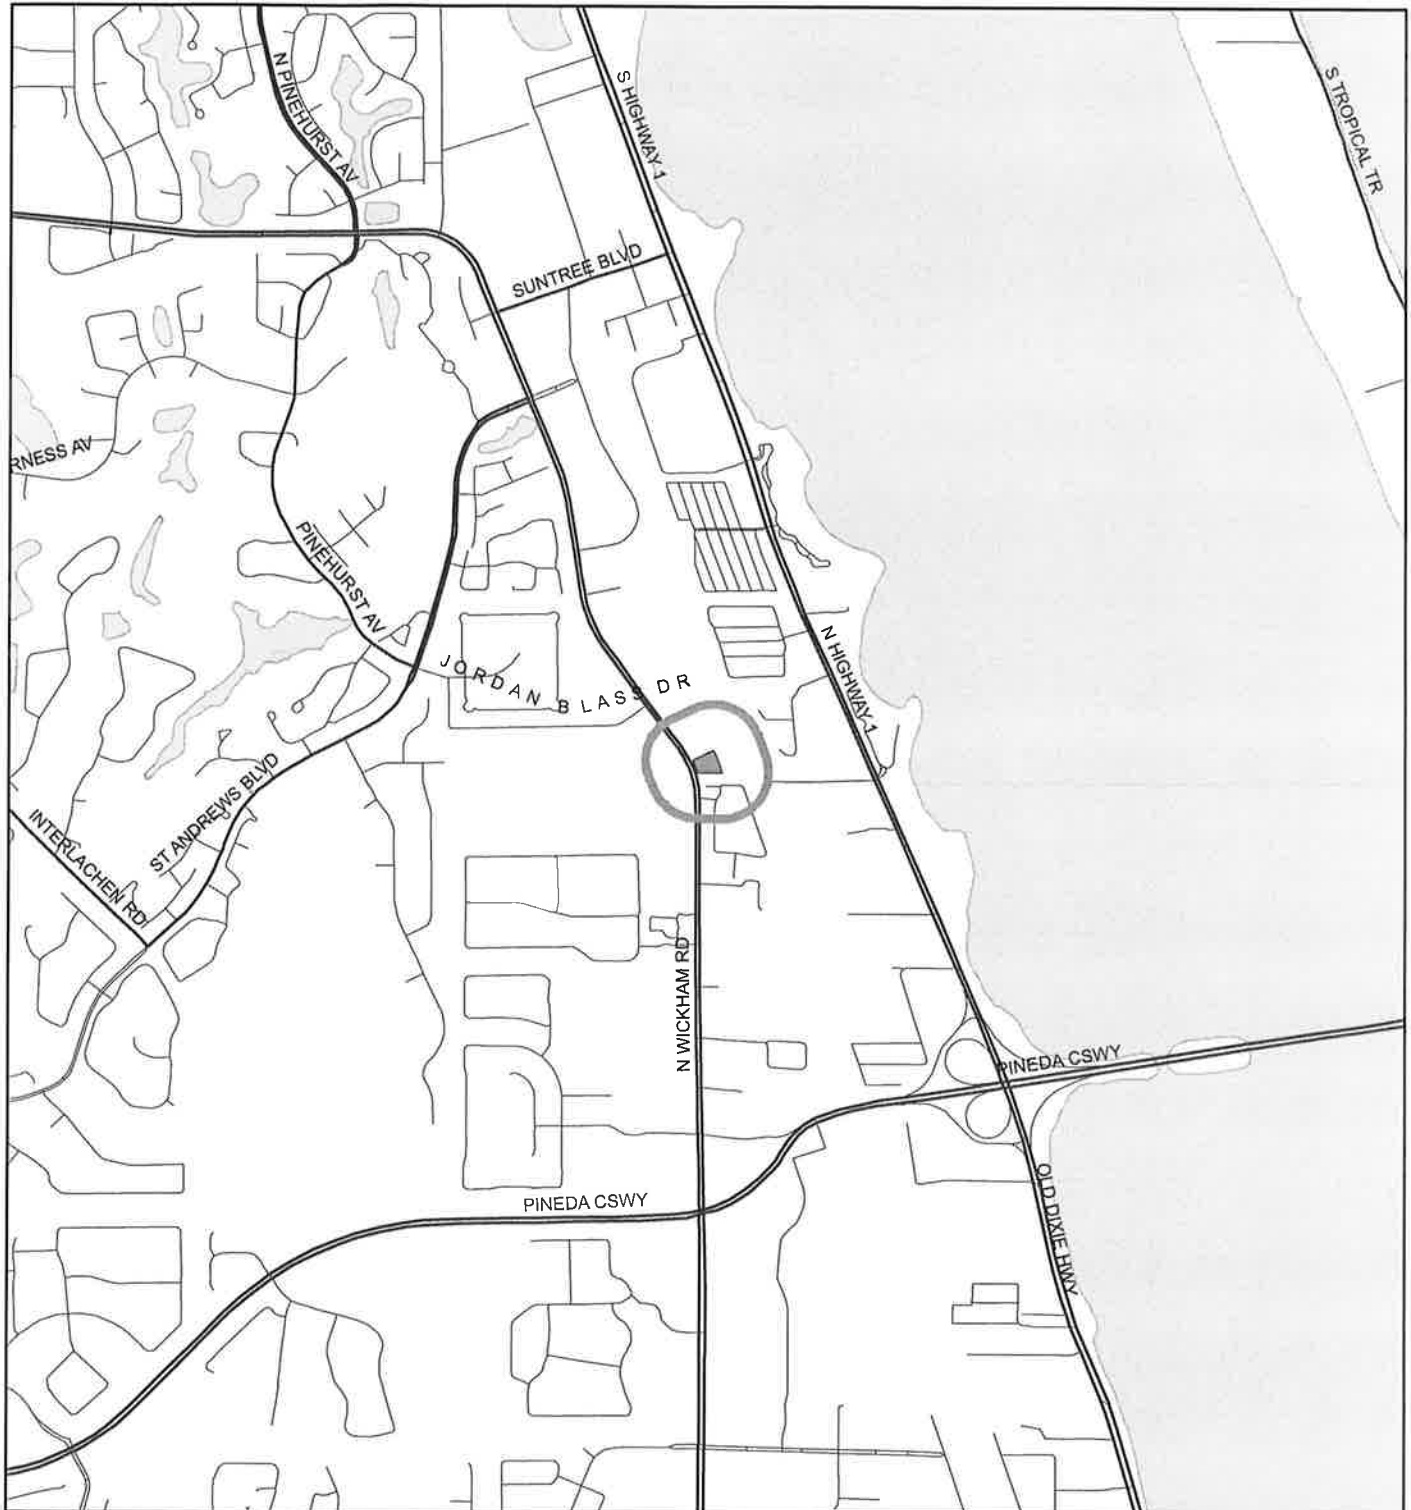 N PINEHURST AV
S HIGHWAY 1
S TROPICAL TR
SUNTREE BLVD
RNESS AV
PINEHURST AV
JORDAN BLASS DR
N HIGHWAY 1
ST ANDREWS BLVD
INTERLACHEN RD
N WICKHAM RD
PINEDA CSWY
PINEDA CSWY
OLD DIXIE HWY